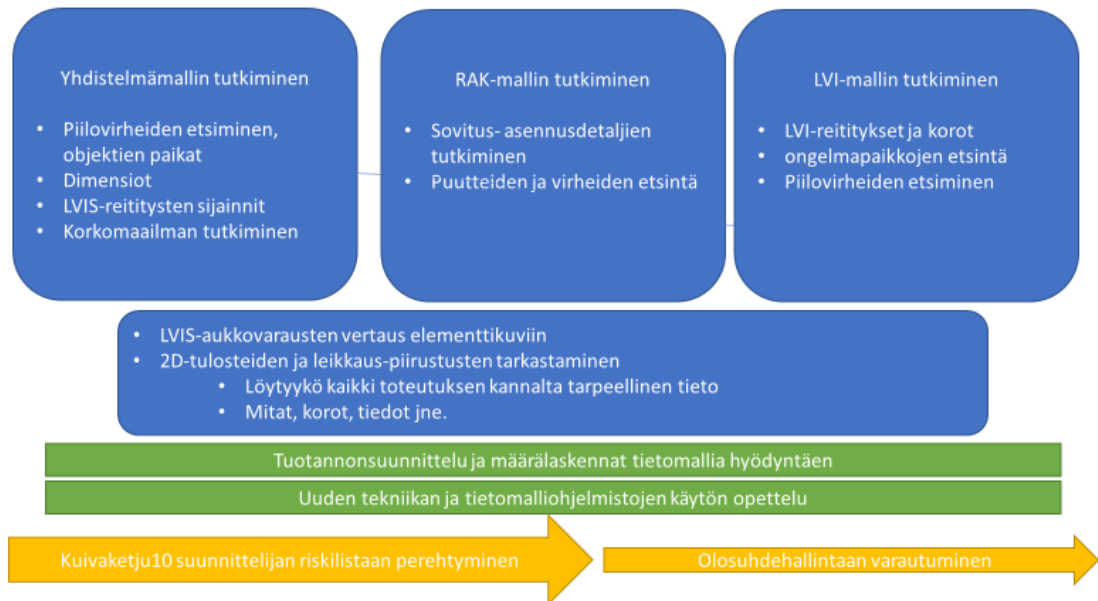 Yhdistelmämallin tutkiminen
• Piilovirheiden etsiminen,
objektien paikat
• Dimensiot
• LVIS-reititysten sijainnit
• Korkomaailman tutkiminen
RAK-mallin tutkiminen
• Sovitus- asennusdetaljien
tutkiminen
• Puutteiden ja virheiden etsintä
LVI-mallin tutkiminen
• LVI-reititykset ja korot
• ongelmapaikkojen etsintä
• Piilovirheiden etsiminen
• LVIS-aukkovarausten vertaus elementtikuviin
• 2D-tulosteiden ja leikkaus-piirustusten tarkastaminen
• Löytyykö kaikki toteutuksen kannalta tarpeellinen tieto
• Mitat, korot, tiedot jne.
Tuotannonsuunnittelu ja määrälaskennat tietomallia hyödyntäen
Uuden tekniikan ja tietomalliohjelmistojen käytön opettelu
Kuivaketju10 suunnittelijan riskilistaan perehtyminen
Olosuhdehallintaan varautuminen